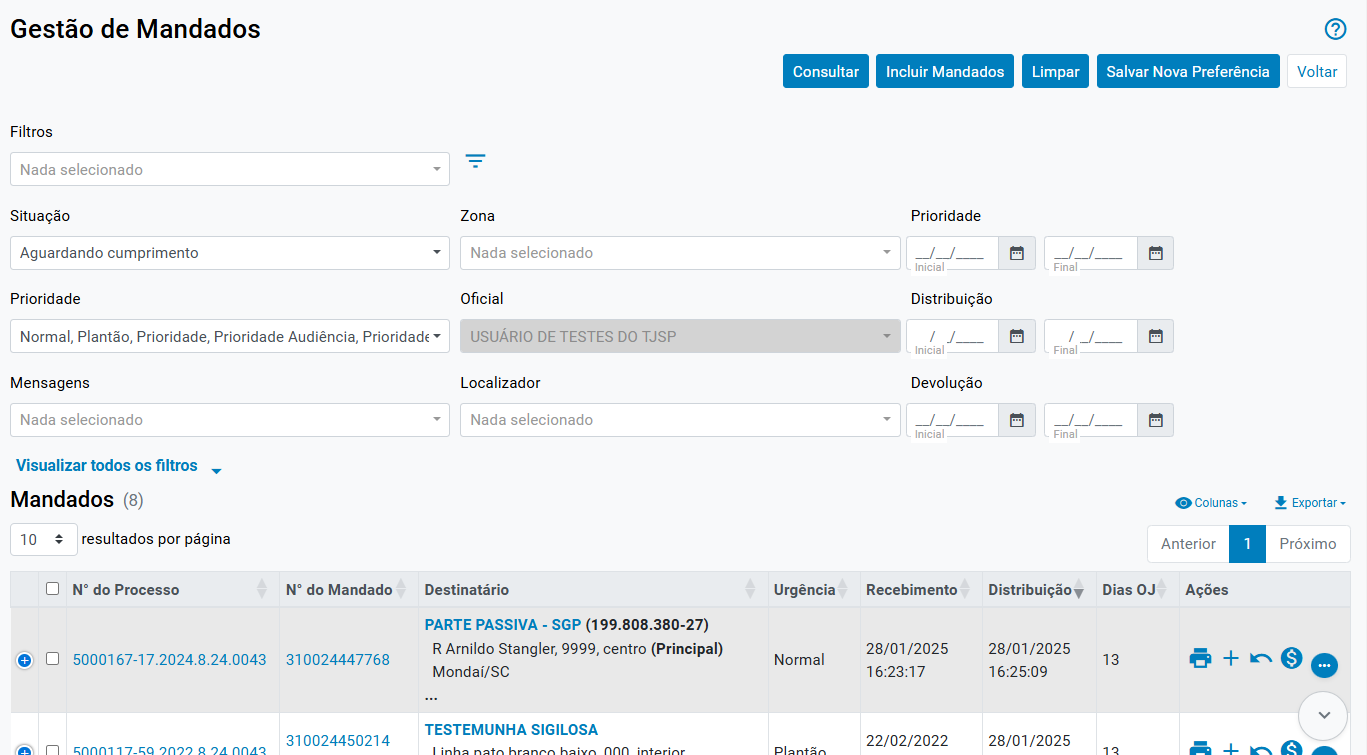 Gestão de Mandados
Consultar Incluir Mandados Limpar Salvar Nova Preferência Voltar
Filtros
Nada selecionado
Situação Zona Prioridade
Aguardando cumprimento Nada selecionado __/__/____ __/__/____
Inicial Final
Prioridade Oficial Distribuição
Normal, Plantão, Prioridade, Prioridade Audiência, Prioridade USUÁRIO DE TESTES DO TJSP / _/____ / _/____
Inicial Final
Mensagens Localizador Devolução
Nada selecionado Nada selecionado __/__/____ __/__/____
Inicial Final
Visualizar todos os filtros
Mandados (8) Colunas Exportar
10 resultados por página Anterior 1 Próximo
N° do Processo N° do Mandado Destinatário Urgência Recebimento Distribuição Dias OJ Ações
PARTE PASSIVA - SGP (199.808.380-27)
R Arnildo Stangler, 9999, centro (Principal) 28/01/2025 28/01/2025
5000167-17.2024.8.24.0043 310024447768 Normal 13
Mondaí/SC 16:23:17 16:25:09
...
TESTEMUNHA SIGILOSA
310024450214 22/02/2022 28/01/2025
5000117-59.2022.8.24.0043 Linha pato branco baixo, 000, interior Plantão 13